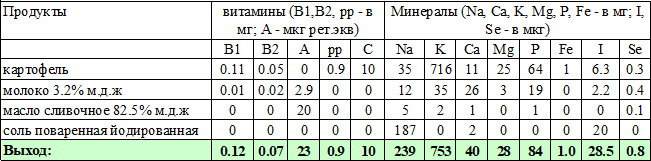 Продукты витамины (B1,B2, pp - в мг; A - мкг рет.экв) Минералы (Na, Ca, K, Mg, P, Fe - в мг; I, Se - в мкг)
B1 B2 A pp C Na K Ca Mg P Fe I Se
картофель 0.11 0.05 0 0.9 10 35 716 11 25 64 1 6.3 0.3
молоко 3.2% м.д.ж 0.01 0.02 2.9 0 0 12 35 26 3 19 0 2.2 0.4
масло сливочное 82.5% м.д.ж 0 0 20 0 0 5 2 1 0 1 0 0 0.1
соль поваренная йодированная 0 0 0 0 0 187 0 2 0 0 0 20 0
Выход: 0.12 0.07 23 0.9 10 239 753 40 28 84 1.0 28.5 0.8